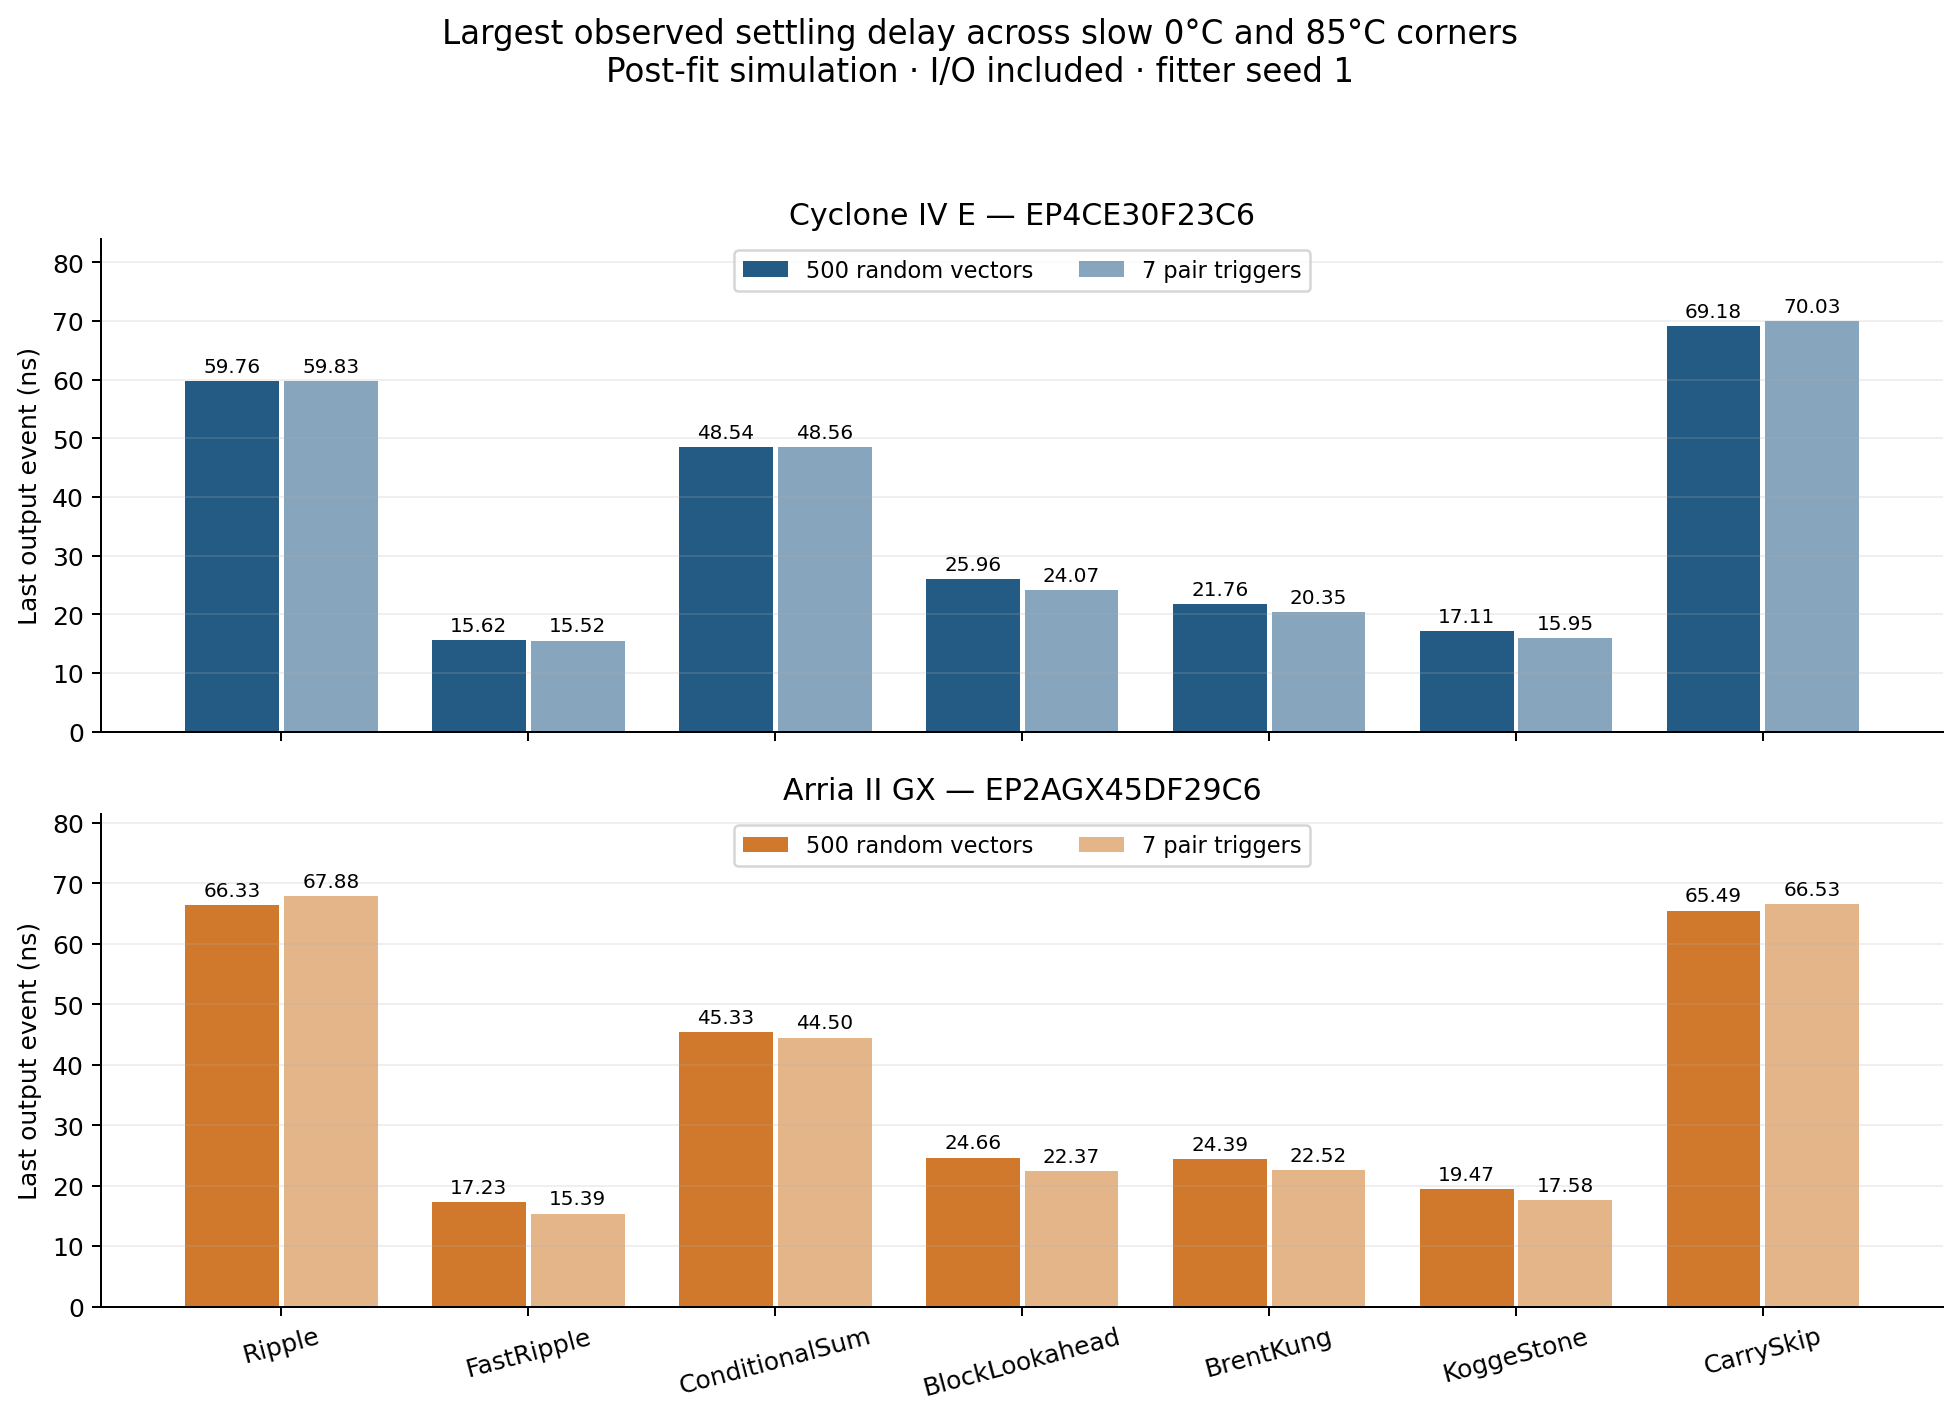 Largest observed settling delay across slow 0°C and 85°C corners
Post-fit simulation · I/O included · fitter seed 1
Cyclone IV E — EP4CE30F23C6
500 random vectors
7 pair triggers
Last output event (ns)
80
70
60
50
40
30
20
10
0
59.76
59.83
15.62
15.52
48.54
48.56
25.96
24.07
21.76
20.35
17.11
15.95
69.18
70.03
Arria II GX — EP2AGX45DF29C6
500 random vectors
7 pair triggers
Last output event (ns)
80
70
60
50
40
30
20
10
0
66.33
67.88
17.23
15.39
45.33
44.50
24.66
22.37
24.39
22.52
19.47
17.58
65.49
66.53
Ripple
FastRipple
ConditionalSum
BlockLookahead
BrentKung
KoggeStone
CarrySkip